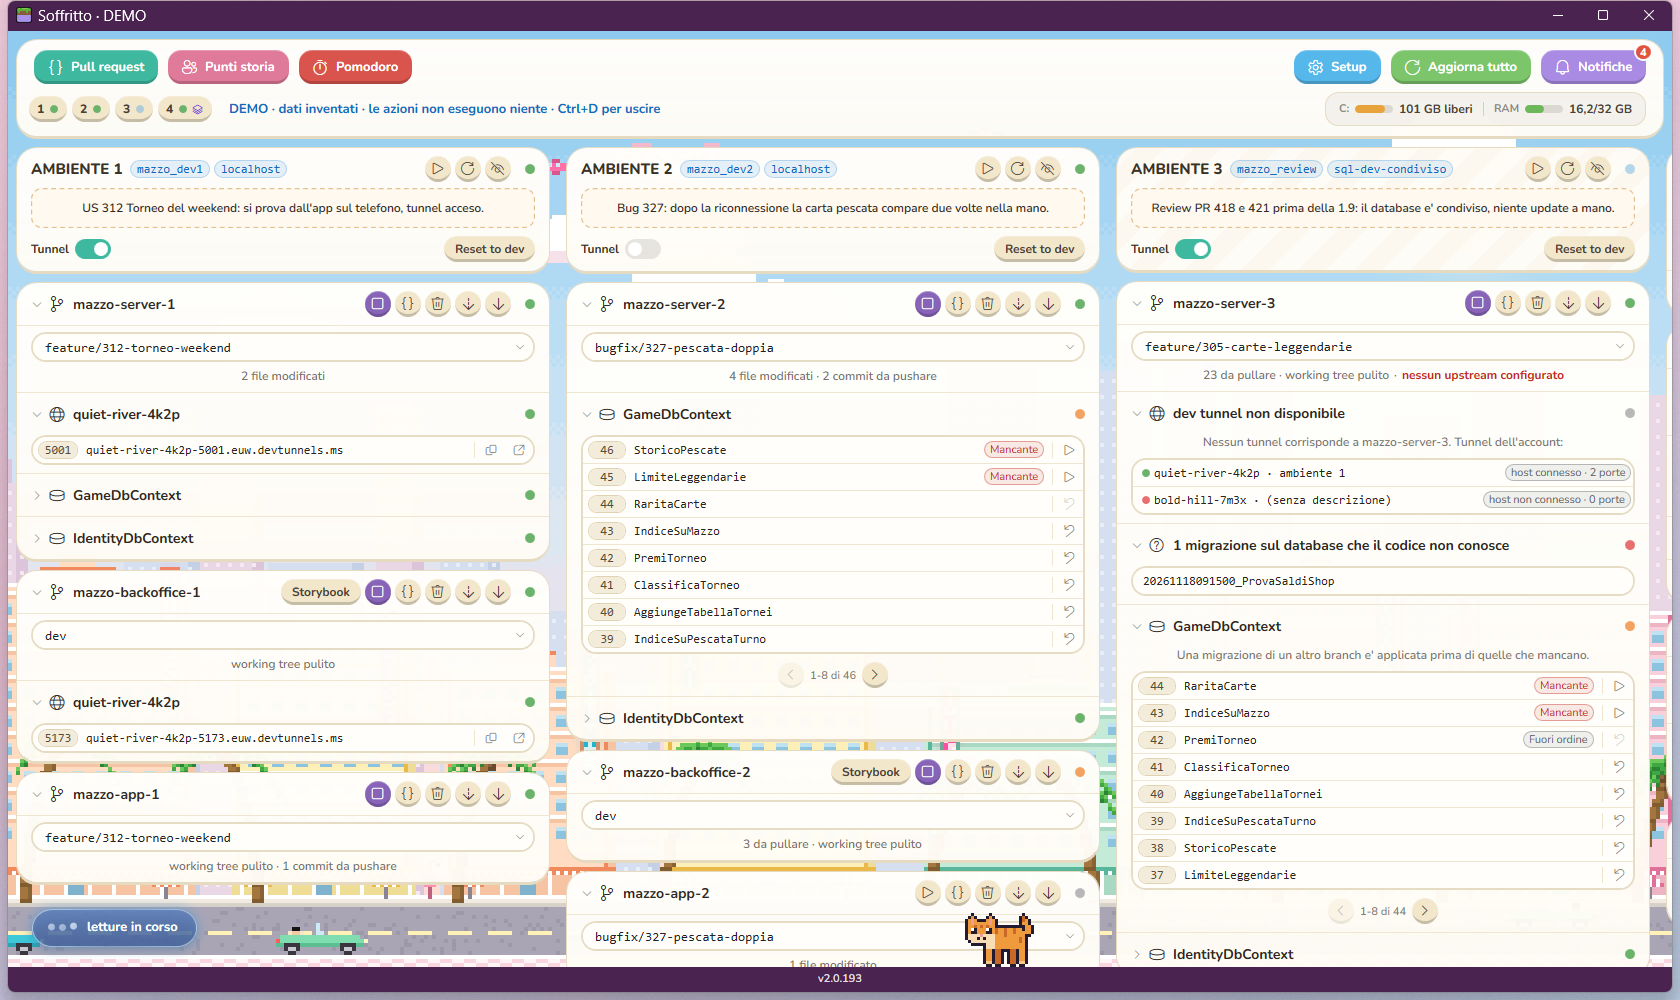 Soffritto · DEMO
{ } Pull request
Punti storia
Pomodoro
Setup
Aggiorna tutto
Notifiche
4
1
2
3
4
DEMO · dati inventati · le azioni non eseguono niente · Ctrl+D per uscire
C: 101 GB liberi
RAM 16,2/32 GB
AMBIENTE 1 mazzo_dev1 localhost
US 312 Torneo del weekend: si prova dall'app sul telefono, tunnel acceso.
Tunnel
Reset to dev
mazzo-server-1
{}
feature/312-torneo-weekend
2 file modificati
quiet-river-4k2p
5001 quiet-river-4k2p-5001.euw.devtunnels.ms
GameDbContext
IdentityDbContext
mazzo-backoffice-1
Storybook
{}
dev
working tree pulito
quiet-river-4k2p
5173 quiet-river-4k2p-5173.euw.devtunnels.ms
mazzo-app-1
{}
feature/312-torneo-weekend
working tree pulito · 1 commit da pushare
letture in corso
AMBIENTE 2 mazzo_dev2 localhost
Bug 327: dopo la riconnessione la carta pescata compare due volte nella mano.
Tunnel
Reset to dev
mazzo-server-2
{}
bugfix/327-pescata-doppia
4 file modificati · 2 commit da pushare
GameDbContext
46 StoricoPescate Mancante
45 LimiteLeggendarie Mancante
44 RaritaCarte
43 IndiceSuMazzo
42 PremiTorneo
41 ClassificaTorneo
40 AggiungeTabellaTornei
39 IndiceSuPescataTurno
1-8 di 46
IdentityDbContext
mazzo-backoffice-2
Storybook
{}
dev
3 da pullare · working tree pulito
mazzo-app-2
{}
bugfix/327-pescata-doppia
1 file modificato
AMBIENTE 3 mazzo_review sql-dev-condiviso
Review PR 418 e 421 prima della 1.9: il database e' condiviso, niente update a mano.
Tunnel
Reset to dev
mazzo-server-3
{}
feature/305-carte-leggendarie
23 da pullare · working tree pulito · nessun upstream configurato
dev tunnel non disponibile
Nessun tunnel corrisponde a mazzo-server-3. Tunnel dell'account:
quiet-river-4k2p · ambiente 1 host connesso · 2 porte
bold-hill-7m3x · (senza descrizione) host non connesso · 0 porte
1 migrazione sul database che il codice non conosce
20261118091500_ProvaSaldiShop
GameDbContext
Una migrazione di un altro branch e' applicata prima di quelle che mancano.
44 RaritaCarte Mancante
43 IndiceSuMazzo Mancante
42 PremiTorneo Fuori ordine
41 ClassificaTorneo
40 AggiungeTabellaTornei
39 IndiceSuPescataTurno
38 StoricoPescate
37 LimiteLeggendarie
1-8 di 44
IdentityDbContext
v2.0.193